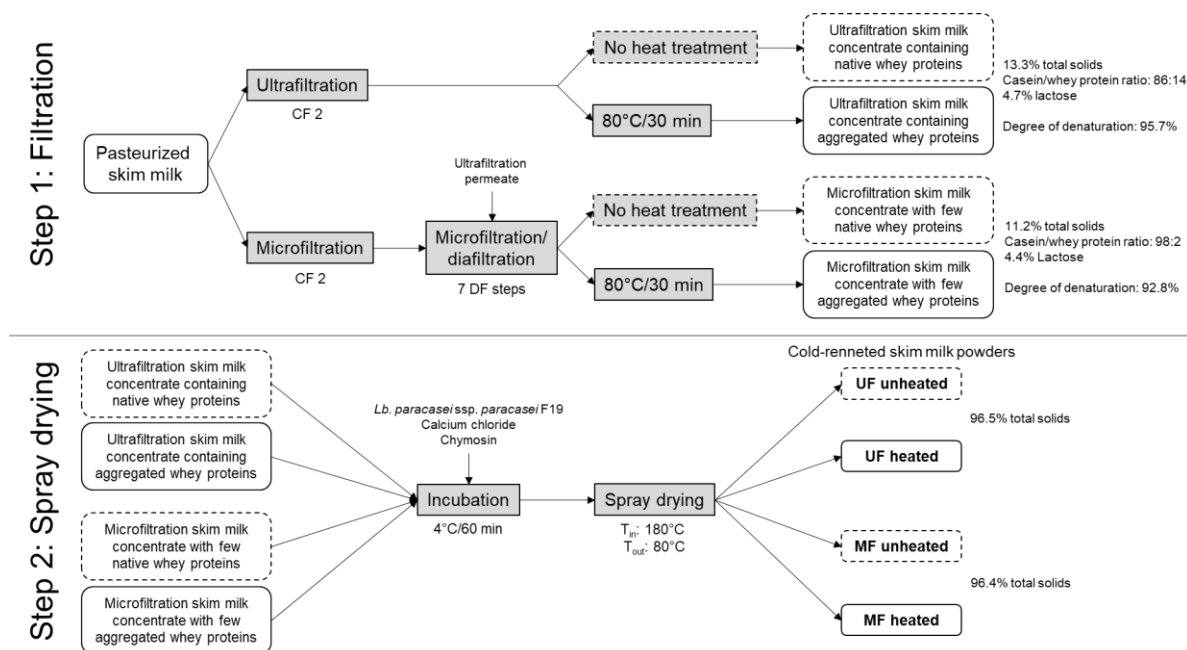 Step 1: Filtration
Pasteurized
skim milk
Ultrafiltration
CF 2
Microfiltration
CF 2
Ultrafiltration
permeate
Microfiltration/
diafiltration
7 DF steps
No heat treatment
80°C/30 min
No heat treatment
80°C/30 min
Ultrafiltration skim milk
concentrate containing
native whey proteins
Ultrafiltration skim milk
concentrate containing
aggregated whey proteins
13.3% total solids
Casein/whey protein ratio: 86:14
4.7% lactose
Degree of denaturation: 95.7%
Microfiltration skim milk
concentrate with few
native whey proteins
Microfiltration skim milk
concentrate with few
aggregated whey proteins
11.2% total solids
Casein/whey protein ratio: 98:2
4.4% Lactose
Degree of denaturation: 92.8%
Step 2: Spray drying
Ultrafiltration skim milk
concentrate containing
native whey proteins
Ultrafiltration skim milk
concentrate containing
aggregated whey proteins
Microfiltration skim milk
concentrate with few
native whey proteins
Microfiltration skim milk
concentrate with few
aggregated whey proteins
Lb. paracasei ssp. paracasei F19
Calcium chloride
Chymosin
Incubation
4°C/60 min
Spray drying
Tin: 180°C
Tout: 80°C
Cold-renneted skim milk powders
UF unheated
96.5% total solids
UF heated
MF unheated
96.4% total solids
MF heated